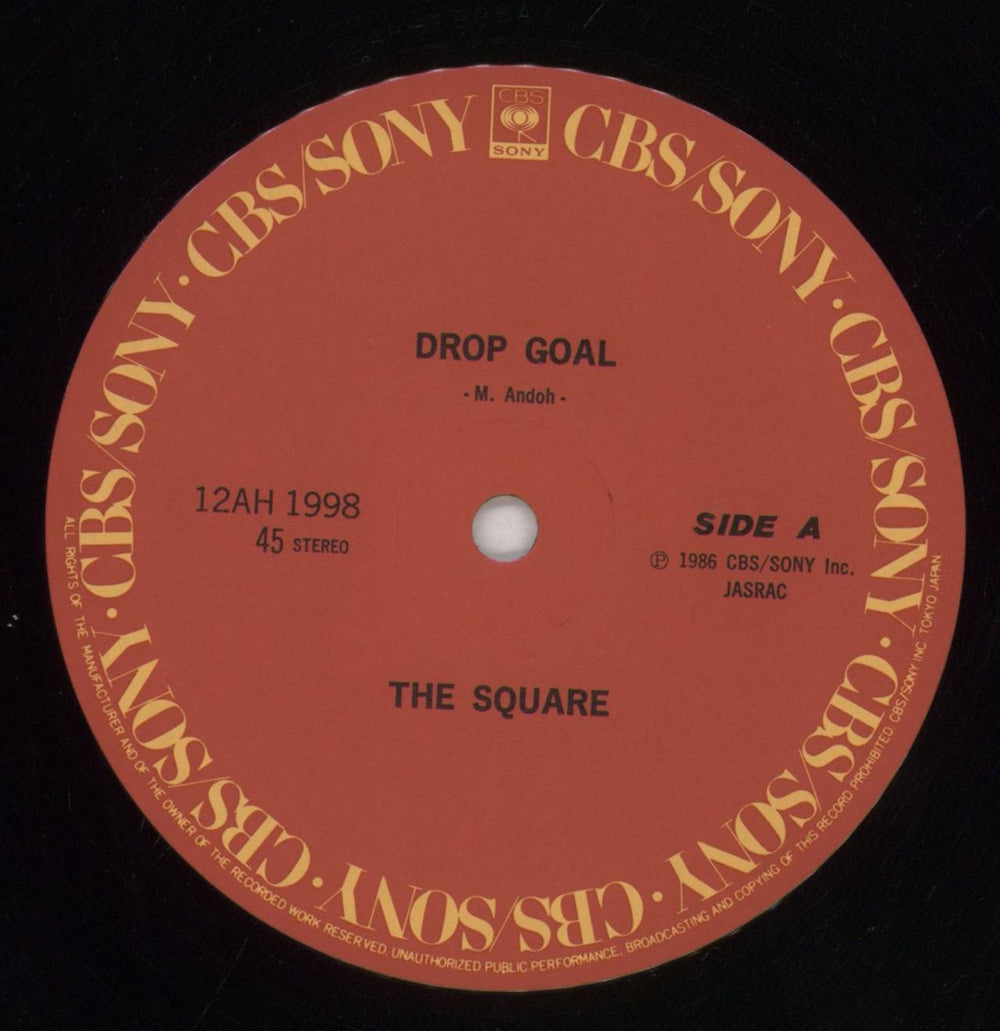 CBS
SONY
CBS/SONY · CBS/SONY · CBS/SONY · CBS/SONY · CBS/SONY · CBS/SONY · CBS/SONY · CBS/SONY
DROP GOAL
- M. Andoh -
12AH 1998
45 STEREO
SIDE A
Ⓟ 1986 CBS/SONY Inc.
JASRAC
THE SQUARE
ALL RIGHTS OF THE MANUFACTURER AND OF THE OWNER OF THE RECORDED WORK RESERVED. UNAUTHORIZED PUBLIC PERFORMANCE, BROADCASTING AND COPYING OF THIS RECORD PROHIBITED. CBS/SONY INC. TOKYO JAPAN